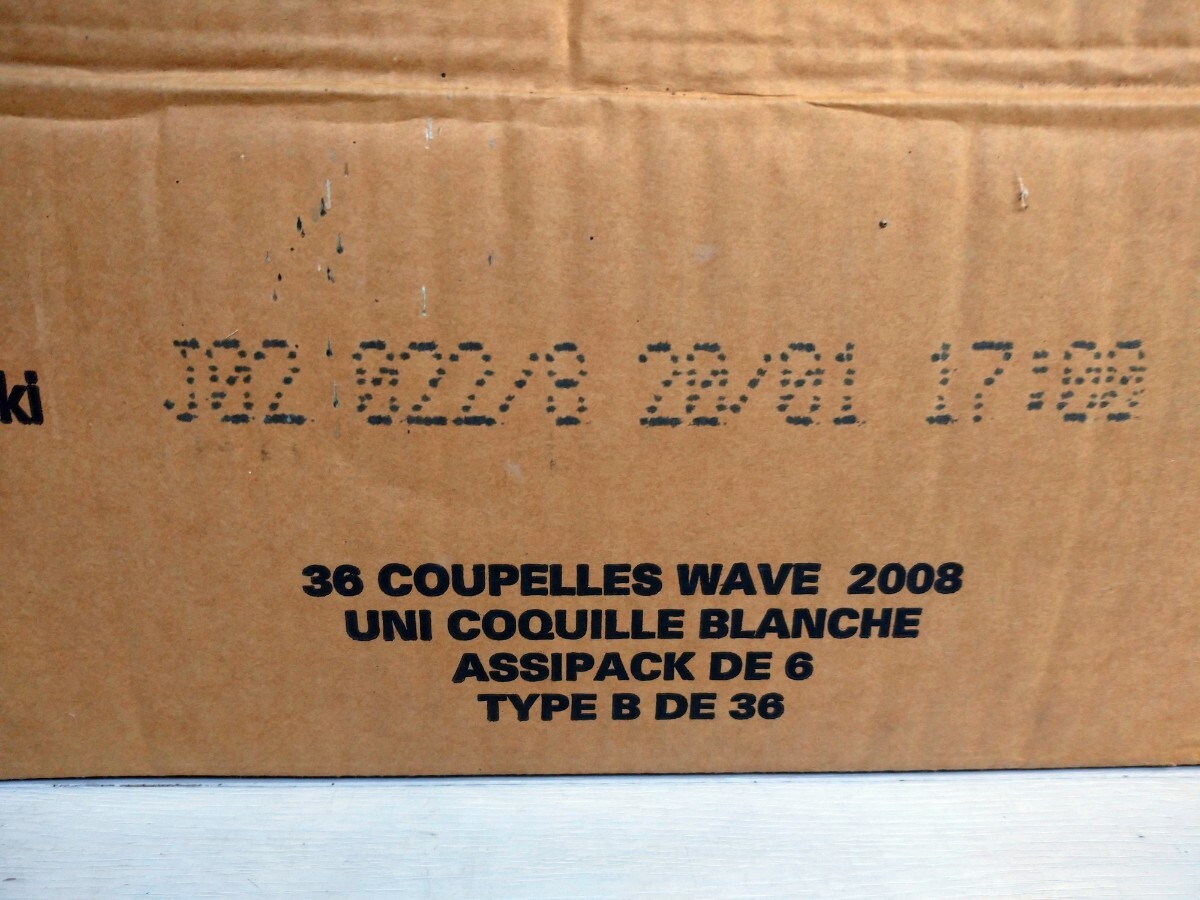 J02 022/8 20/01 17:00
ki
36 COUPELLES WAVE 2008
UNI COQUILLE BLANCHE
ASSIPACK DE 6
TYPE B DE 36